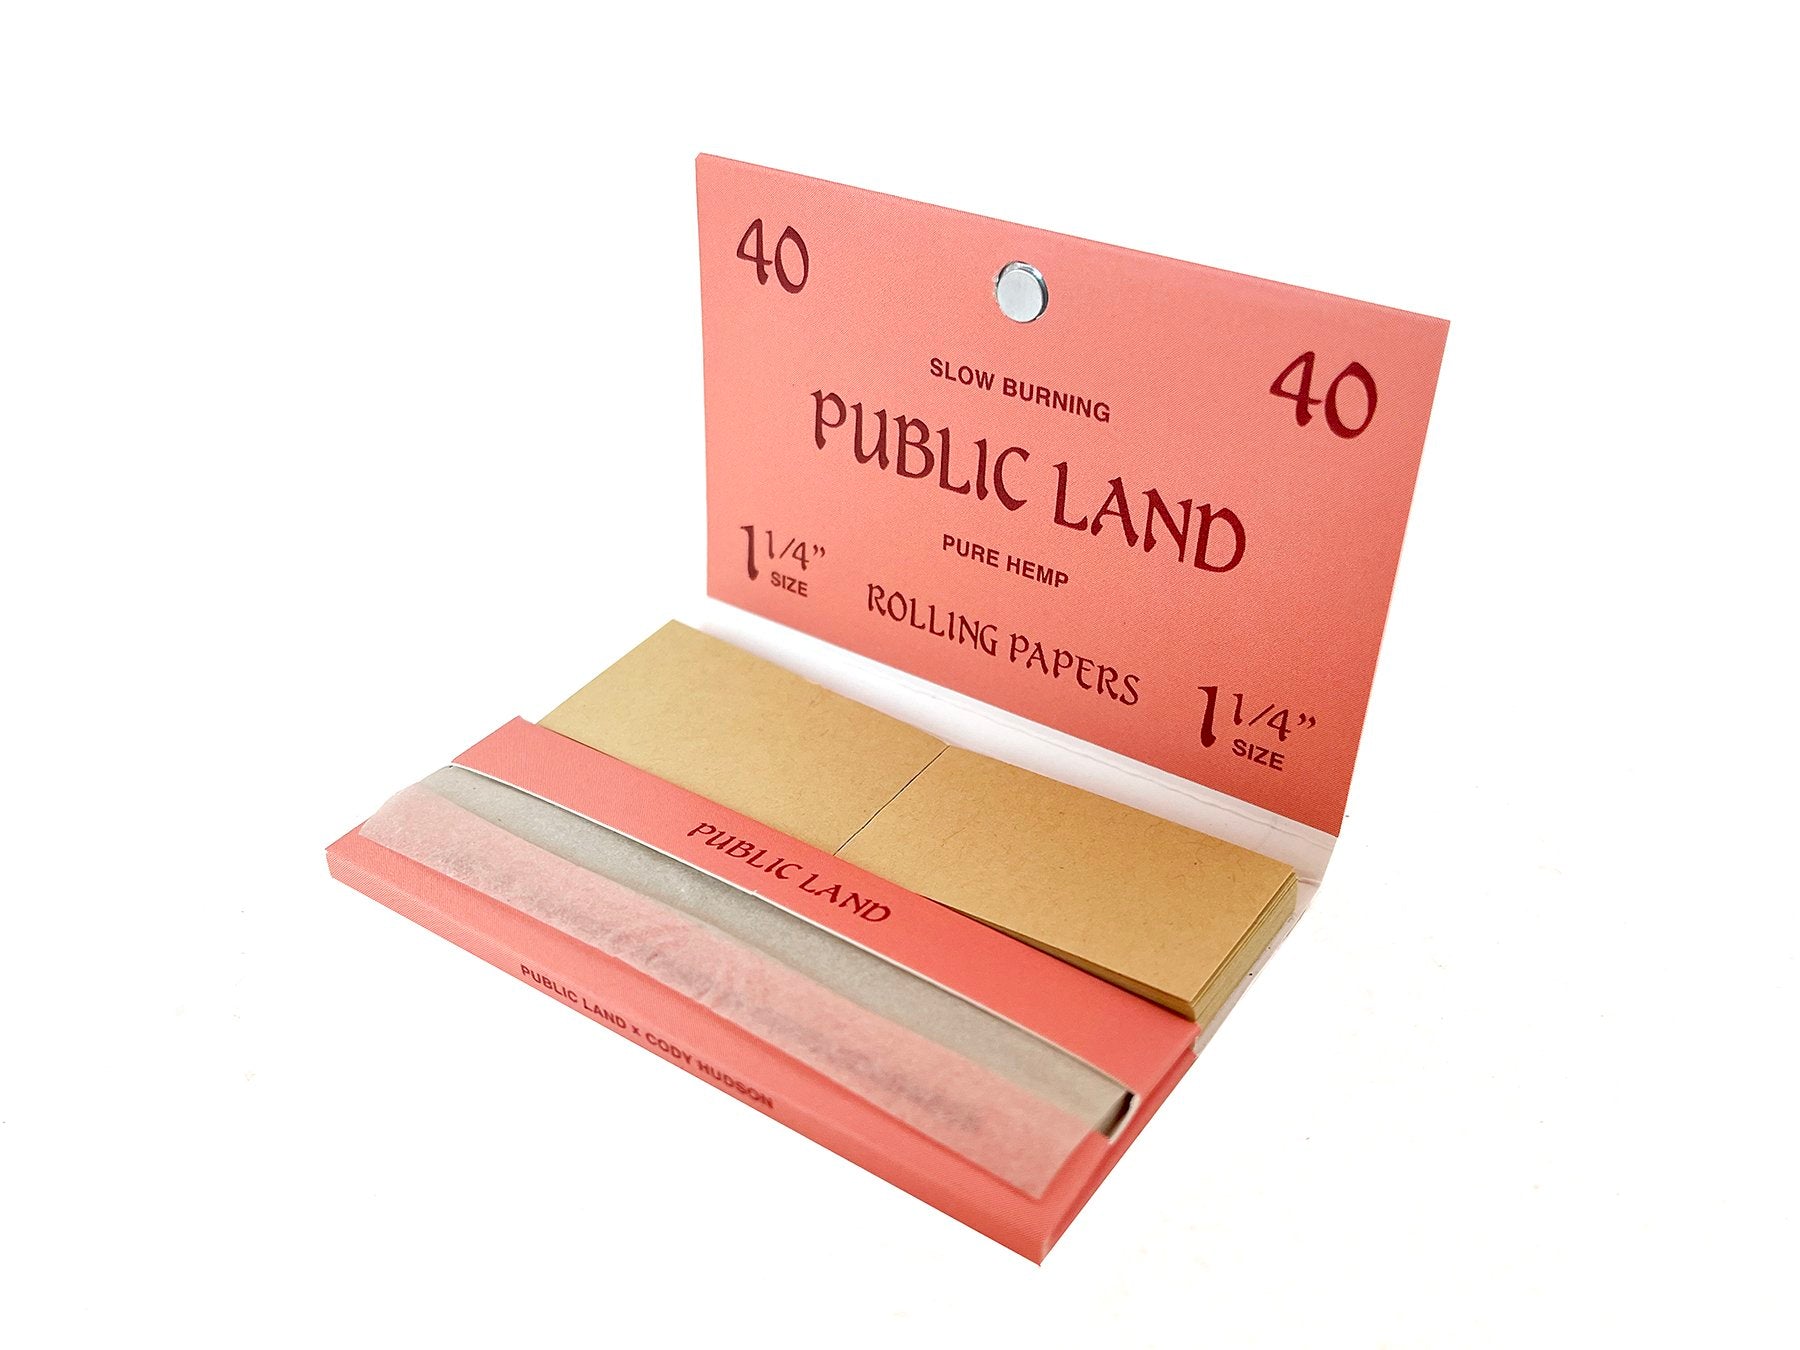 40
40
SLOW BURNING
PUBLIC LAND
PURE HEMP
ROLLING PAPERS
1 1/4”
SIZE
1 1/4”
SIZE
PUBLIC LAND
PUBLIC LAND x CODY HUDSON